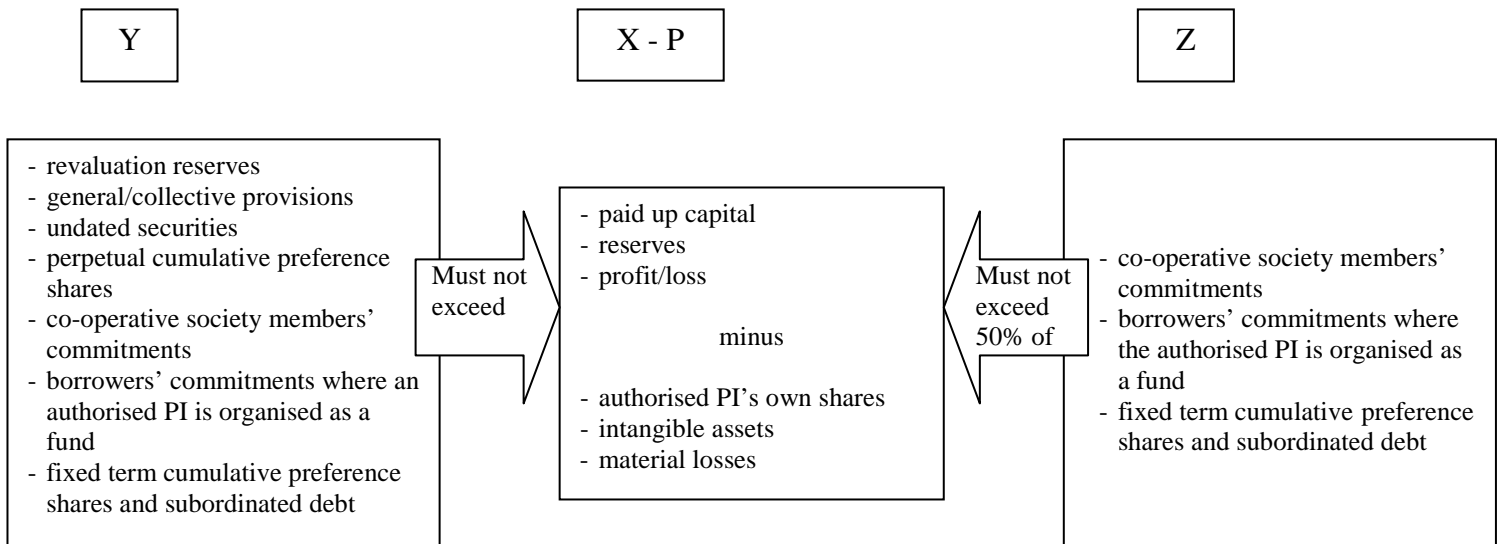 Y
X - P
Z
- revaluation reserves
- general/collective provisions
- undated securities
- perpetual cumulative preference
shares
- co-operative society members’
commitments
- borrowers’ commitments where an
authorised PI is organised as a
fund
- fixed term cumulative preference
shares and subordinated debt
Must not
exceed
- paid up capital
- reserves
- profit/loss
minus
- authorised PI’s own shares
- intangible assets
- material losses
Must not
exceed
50% of
- co-operative society members’
commitments
- borrowers’ commitments where
the authorised PI is organised as
a fund
- fixed term cumulative preference
shares and subordinated debt